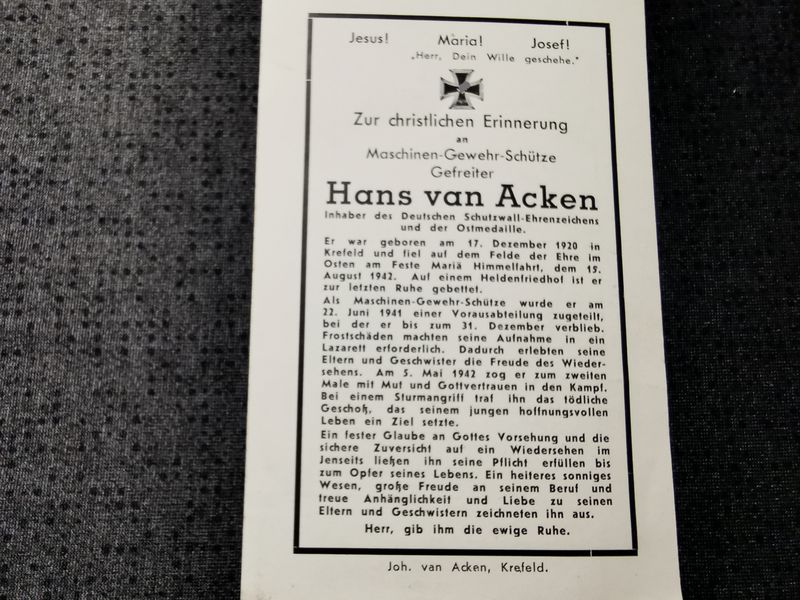 Jesus! Maria! Josef!
„Herr, Dein Wille geschehe."
Zur christlichen Erinnerung
an
Maschinen-Gewehr-Schütze
Gefreiter
Hans van Acken
Inhaber des Deutschen Schutzwall-Ehrenzeichens
und der Ostmedaille.
Er war geboren am 17. Dezember 1920 in
Krefeld und fiel auf dem Felde der Ehre im
Osten am Feste Mariä Himmelfahrt, dem 15.
August 1942. Auf einem Heldenfriedhof ist er
zur letzten Ruhe gebettet.
Als Maschinen-Gewehr-Schütze wurde er am
22. Juni 1941 einer Vorausabteilung zugeteilt,
bei der er bis zum 31. Dezember verblieb.
Frostschäden machten seine Aufnahme in ein
Lazarett erforderlich. Dadurch erlebten seine
Eltern und Geschwister die Freude des Wieder-
sehens. Am 5. Mai 1942 zog er zum zweiten
Male mit Mut und Gottvertrauen in den Kampf.
Bei einem Sturmangriff traf ihn das tödliche
Geschoß, das seinem jungen hoffnungsvollen
Leben ein Ziel setzte.
Ein fester Glaube an Gottes Vorsehung und die
sichere Zuversicht auf ein Wiedersehen im
Jenseits ließen ihn seine Pflicht erfüllen bis
zum Opfer seines Lebens. Ein heiteres sonniges
Wesen, große Freude an seinem Beruf und
treue Anhänglichkeit und Liebe zu seinen
Eltern und Geschwistern zeichneten ihn aus.
Herr, gib ihm die ewige Ruhe.
Joh. van Acken, Krefeld.